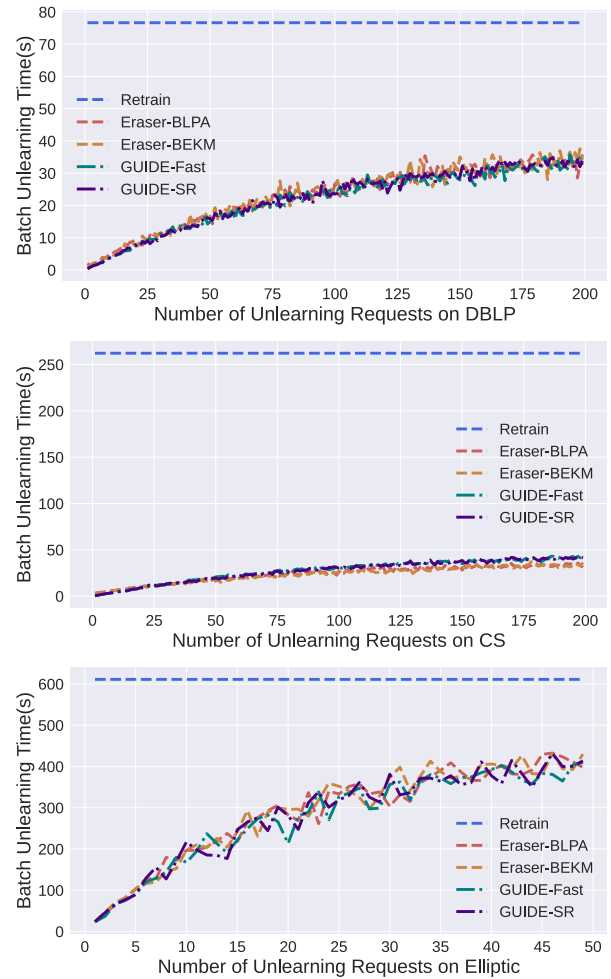 80
70
60
50
40
30
20
10
0
Batch Unlearning Time(s)
Retrain
Eraser-BLPA
Eraser-BEKM
GUIDE-Fast
GUIDE-SR
0 25 50 75 100 125 150 175 200
Number of Unlearning Requests on DBLP
250
200
150
100
50
0
Batch Unlearning Time(s)
Retrain
Eraser-BLPA
Eraser-BEKM
GUIDE-Fast
GUIDE-SR
0 25 50 75 100 125 150 175 200
Number of Unlearning Requests on CS
600
500
400
300
200
100
0
Batch Unlearning Time(s)
Retrain
Eraser-BLPA
Eraser-BEKM
GUIDE-Fast
GUIDE-SR
0 5 10 15 20 25 30 35 40 45 50
Number of Unlearning Requests on Elliptic